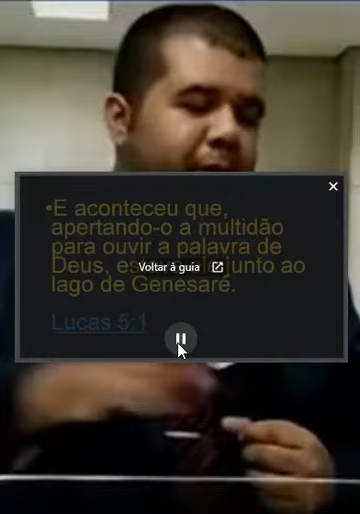 •E aconteceu que,
apertando-o a multidão
para ouvir a palavra de
Deus, junto ao
Voltar à guia
lago de Genesaré.
Lucas 5:1